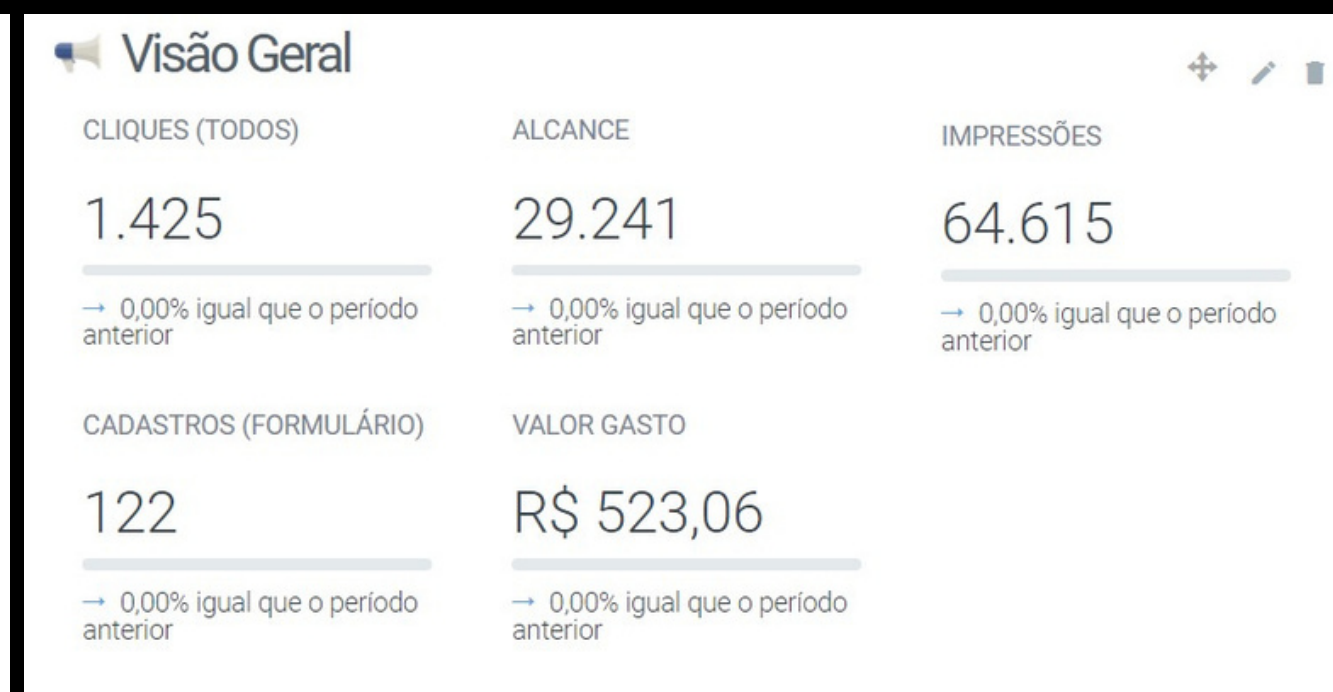 Visão Geral
CLIQUES (TODOS)
1.425
→ 0,00% igual que o período
anterior
ALCANCE
29.241
→ 0,00% igual que o período
anterior
IMPRESSÕES
64.615
→ 0,00% igual que o período
anterior
CADASTROS (FORMULÁRIO)
122
→ 0,00% igual que o período
anterior
VALOR GASTO
R$ 523,06
→ 0,00% igual que o período
anterior